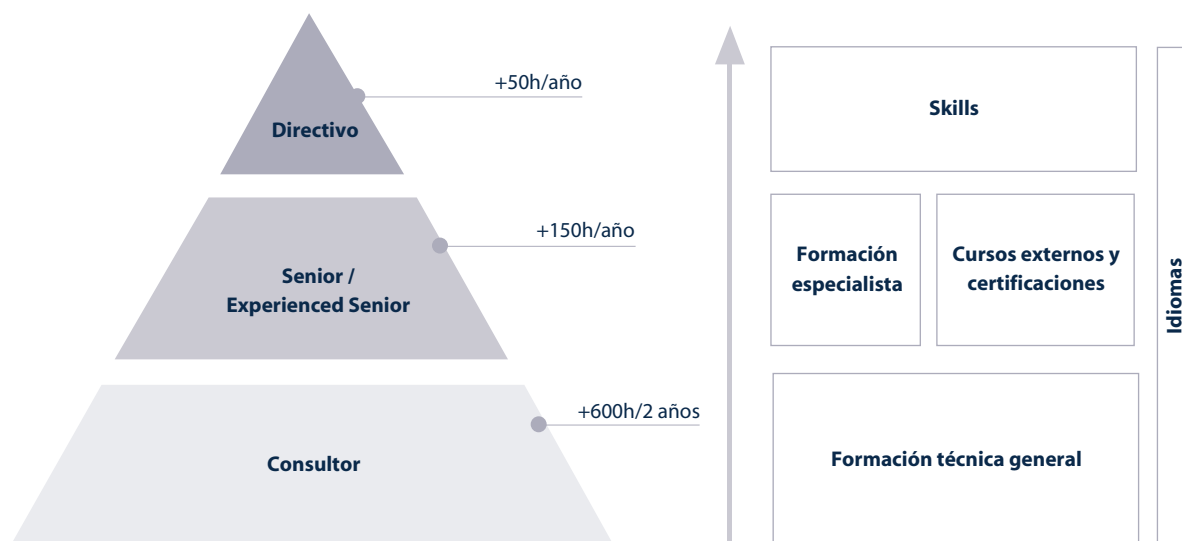 +50h/año
Directivo
+150h/año
Senior /
Experienced Senior
+600h/2 años
Consultor
Skills
Formación
especialista
Cursos externos y
certificaciones
Formación técnica general
Idiomas